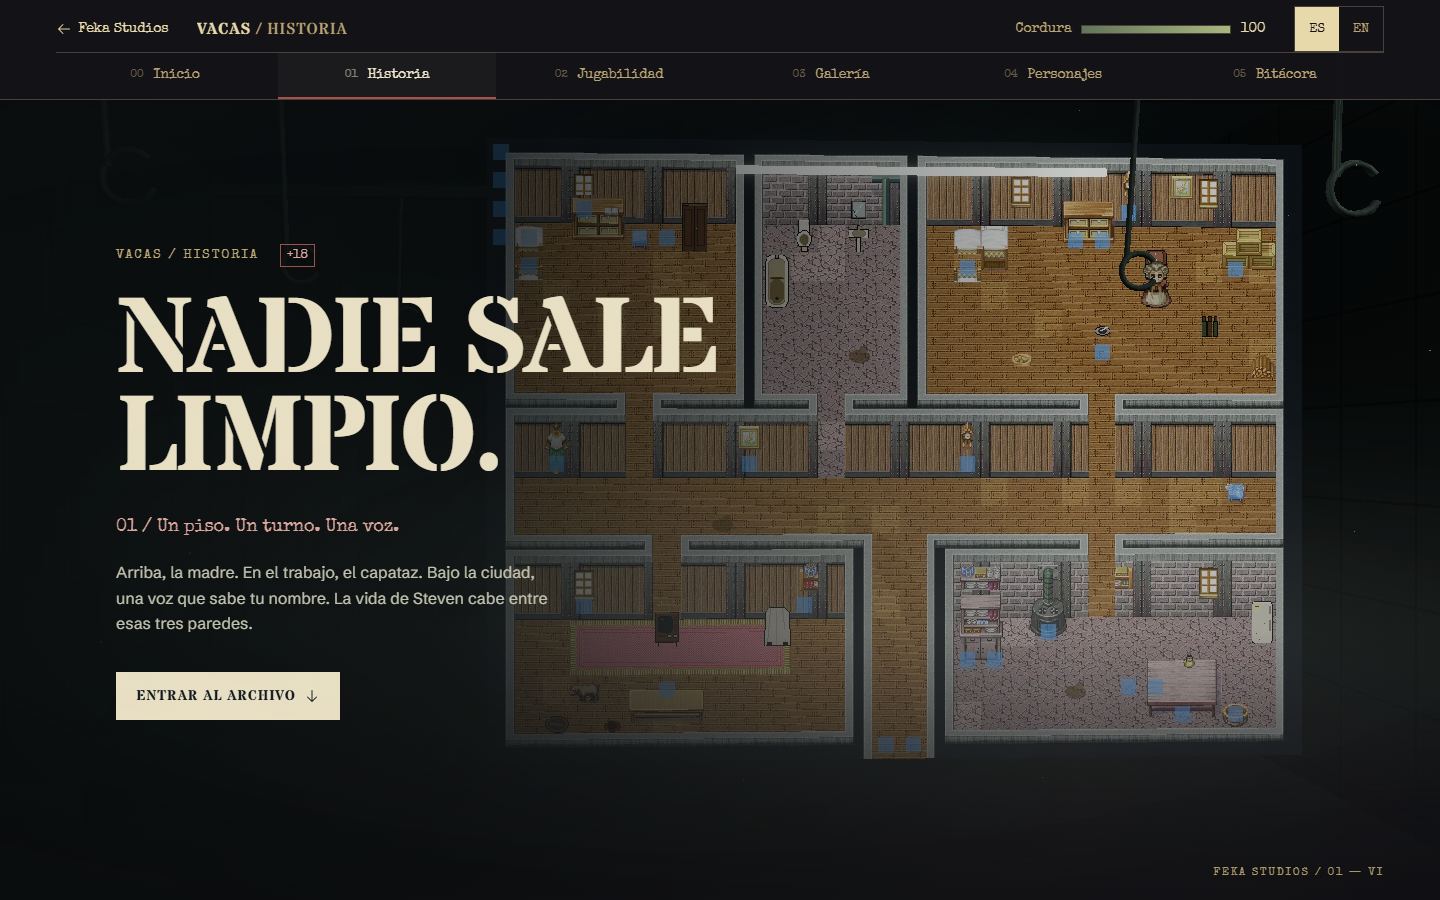 ← Feka Studios VACAS / HISTORIA Cordura 100 ES EN
00 Inicio 01 Historia 02 Jugabilidad 03 Galería 04 Personajes 05 Bitácora
VACAS / HISTORIA +18
NADIE SALE
LIMPIO.
01 / Un piso. Un turno. Una voz.
Arriba, la madre. En el trabajo, el capataz. Bajo la ciudad,
una voz que sabe tu nombre. La vida de Steven cabe entre
esas tres paredes.
ENTRAR AL ARCHIVO ↓
FEKA STUDIOS / 01 — VI